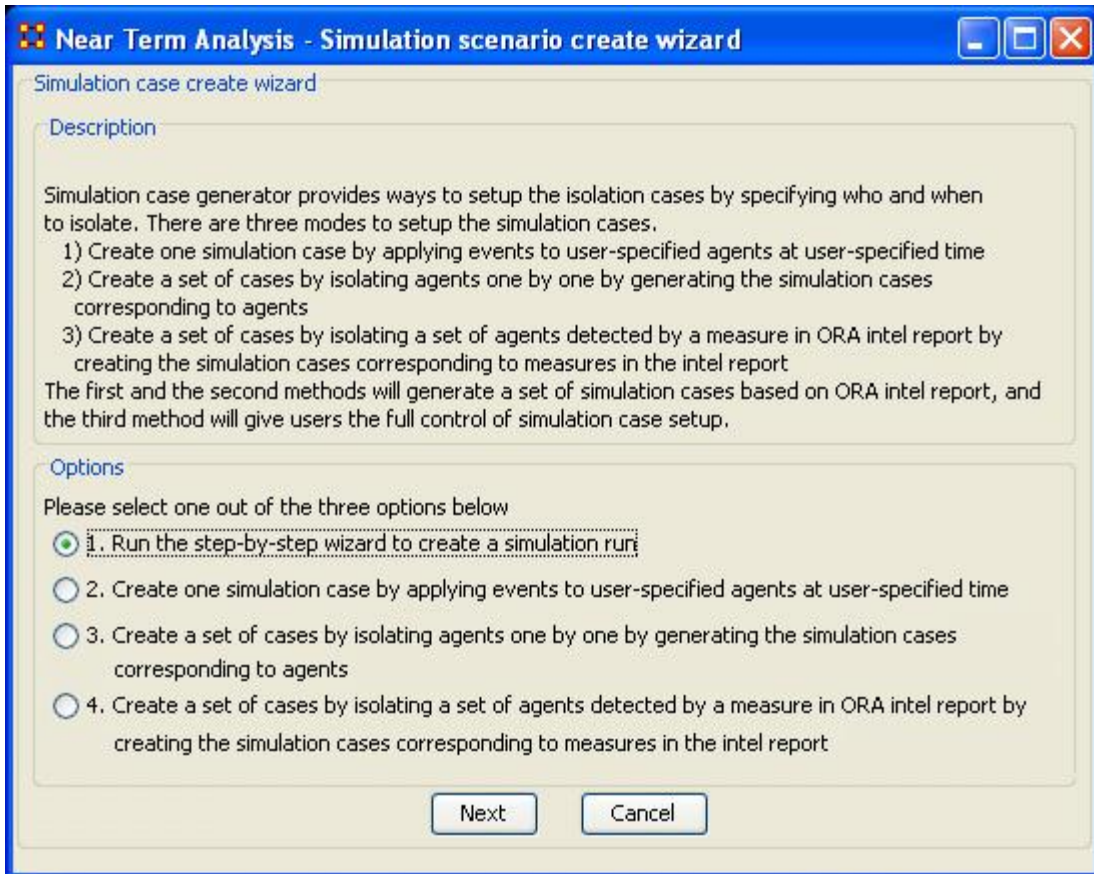 Near Term Analysis - Simulation scenario create wizard
Simulation case create wizard
Description
Simulation case generator provides ways to setup the isolation cases by specifying who and when
to isolate. There are three modes to setup the simulation cases.
1) Create one simulation case by applying events to user-specified agents at user-specified time
2) Create a set of cases by isolating agents one by one by generating the simulation cases
corresponding to agents
3) Create a set of cases by isolating a set of agents detected by a measure in ORA intel report by
creating the simulation cases corresponding to measures in the intel report
The first and the second methods will generate a set of simulation cases based on ORA intel report, and
the third method will give users the full control of simulation case setup.
Options
Please select one out of the three options below
1. Run the step-by-step wizard to create a simulation run
2. Create one simulation case by applying events to user-specified agents at user-specified time
3. Create a set of cases by isolating agents one by one by generating the simulation cases
corresponding to agents
4. Create a set of cases by isolating a set of agents detected by a measure in ORA intel report by
creating the simulation cases corresponding to measures in the intel report
Next Cancel